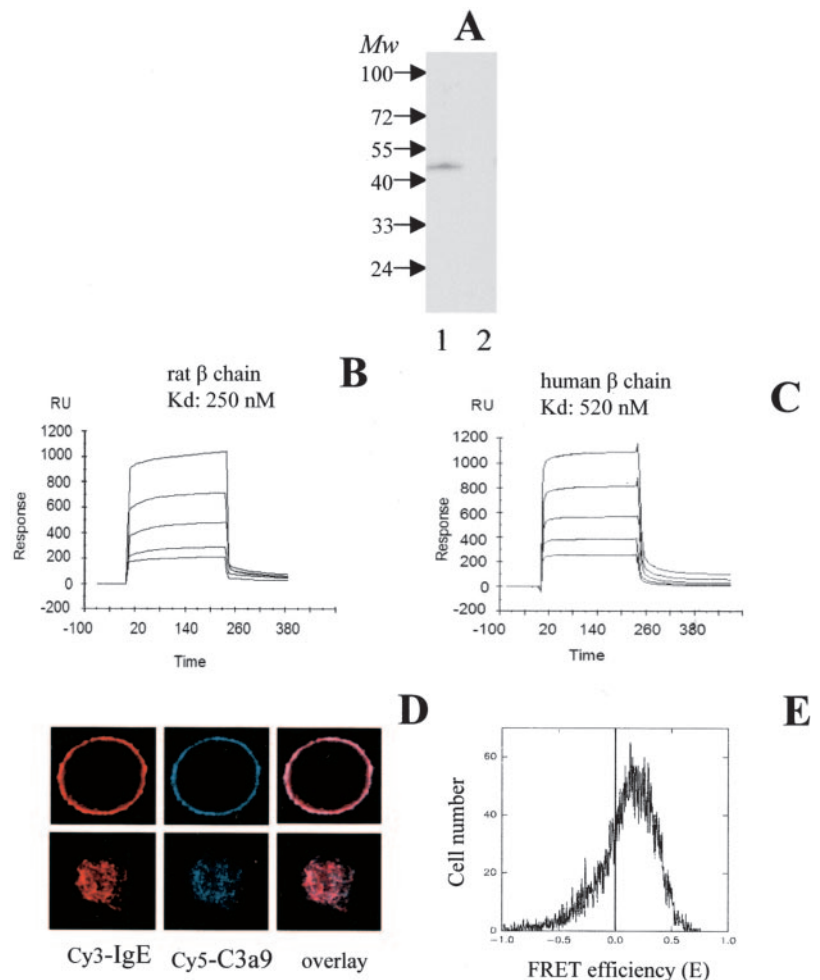 A
Mw
100
72
55
40
33
24
1 2
B
rat β chain
Kd: 250 nM
RU
1200
1000
800
600
400
200
0
-200
Response
-100 20 140 260 380
Time
C
human β chain
Kd: 520 nM
RU
1200
1000
800
600
400
200
0
-200
Response
-100 20 140 260 380
Time
D
Cy3-IgE Cy5-C3a9 overlay
E
60
40
20
0
Cell number
-1.0 -0.5 0.0 0.5 1.0
FRET efficiency (E)